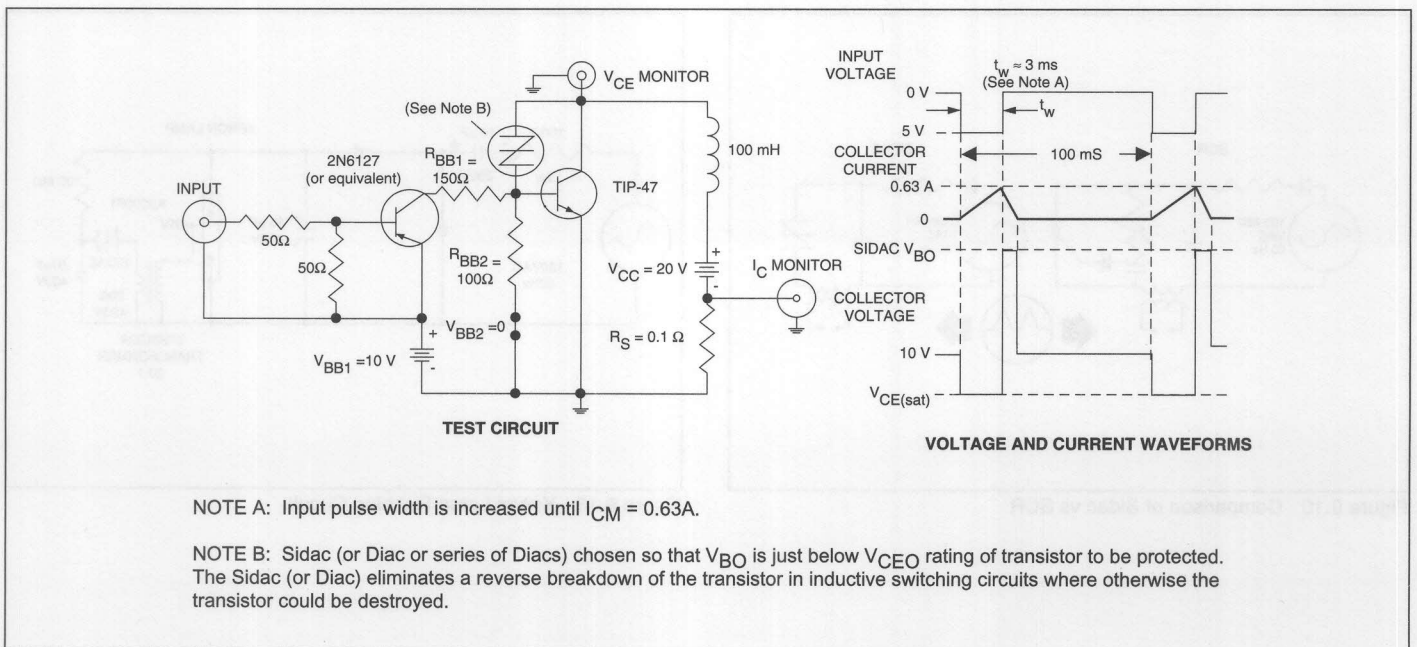 V_CE MONITOR
(See Note B)
2N6127
(or equivalent)
R_BB1 =
150Ω
100 mH
TIP-47
INPUT
50Ω
50Ω
R_BB2 =
100Ω
V_CC = 20 V
+
-
I_C MONITOR
V_BB2 =0
+
-
V_BB1 =10 V
R_S = 0.1 Ω
TEST CIRCUIT
INPUT
VOLTAGE
t_w ≈ 3 ms
(See Note A)
0 V
t_w
5 V
COLLECTOR
CURRENT
100 mS
0.63 A
0
SIDAC V_BO
COLLECTOR
VOLTAGE
10 V
V_CE(sat)
VOLTAGE AND CURRENT WAVEFORMS
NOTE A: Input pulse width is increased until I_CM = 0.63A.
NOTE B: Sidac (or Diac or series of Diacs) chosen so that V_BO is just below V_CEO rating of transistor to be protected.
The Sidac (or Diac) eliminates a reverse breakdown of the transistor in inductive switching circuits where otherwise the
transistor could be destroyed.